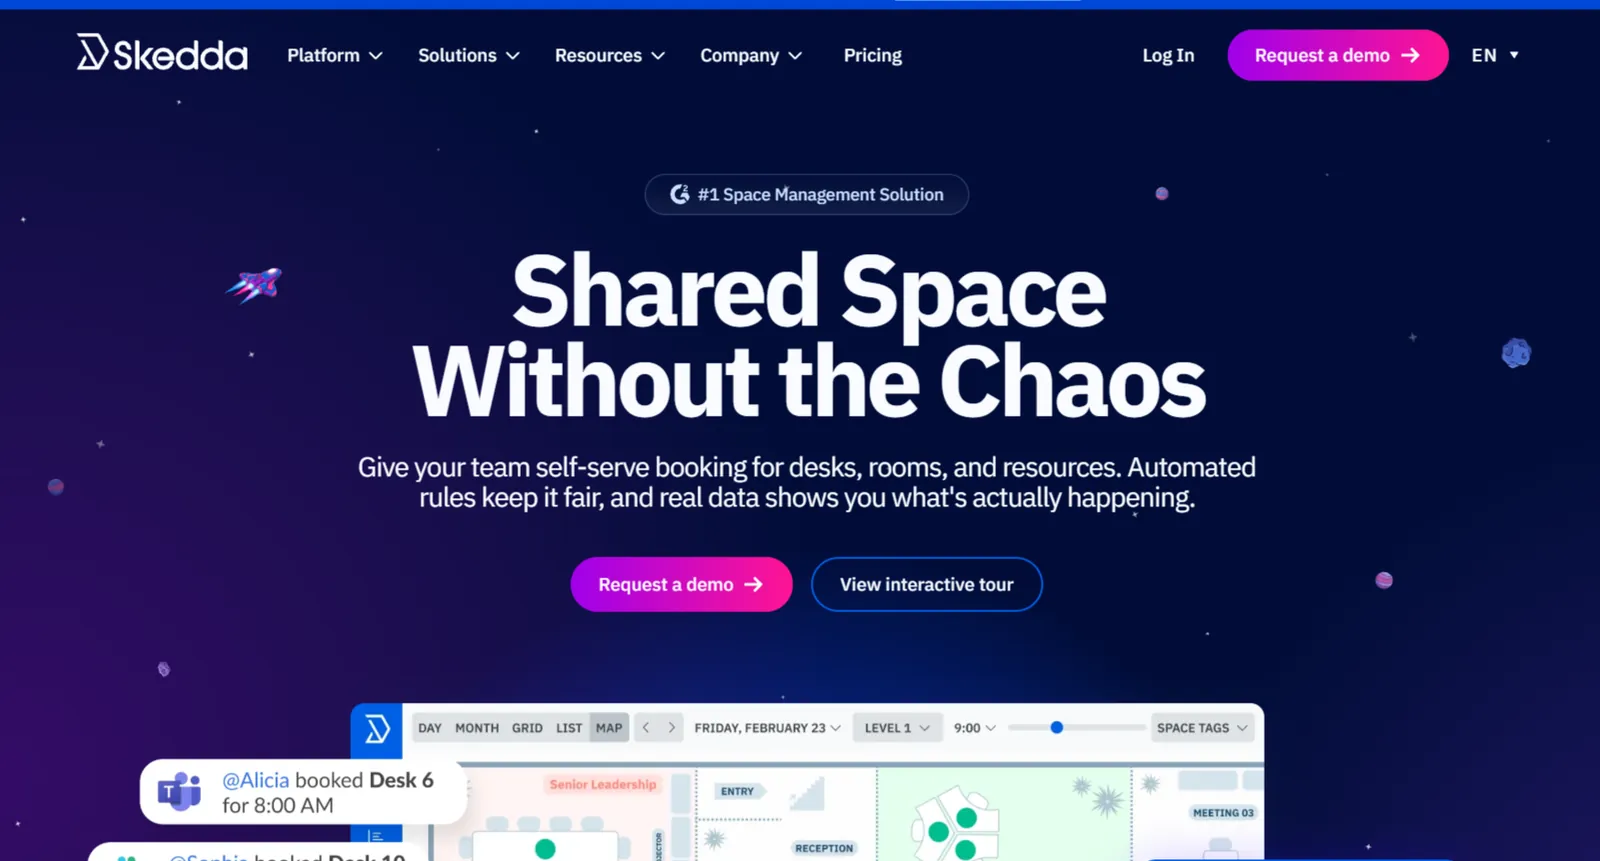 Skedda
Platform
Solutions
Resources
Company
Pricing
Log In
Request a demo
EN
#1 Space Management Solution
Shared Space
Without the Chaos
Give your team self-serve booking for desks, rooms, and resources. Automated
rules keep it fair, and real data shows you what's actually happening.
Request a demo
View interactive tour
DAY MONTH GRID LIST MAP
FRIDAY, FEBRUARY 23
LEVEL 1
9:00
SPACE TAGS
@Alicia booked Desk 6
for 8:00 AM
Senior Leadership
ENTRY
MEETING 03
RECEPTION
@Sophie booked Desk 10